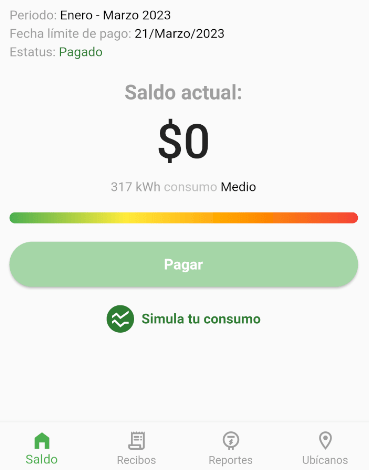 Periodo: Enero - Marzo 2023
Fecha límite de pago: 21/Marzo/2023
Estatus: Pagado
Saldo actual:
$0
317 kWh consumo Medio
Pagar
Simula tu consumo
Saldo Recibos Reportes Ubícanos